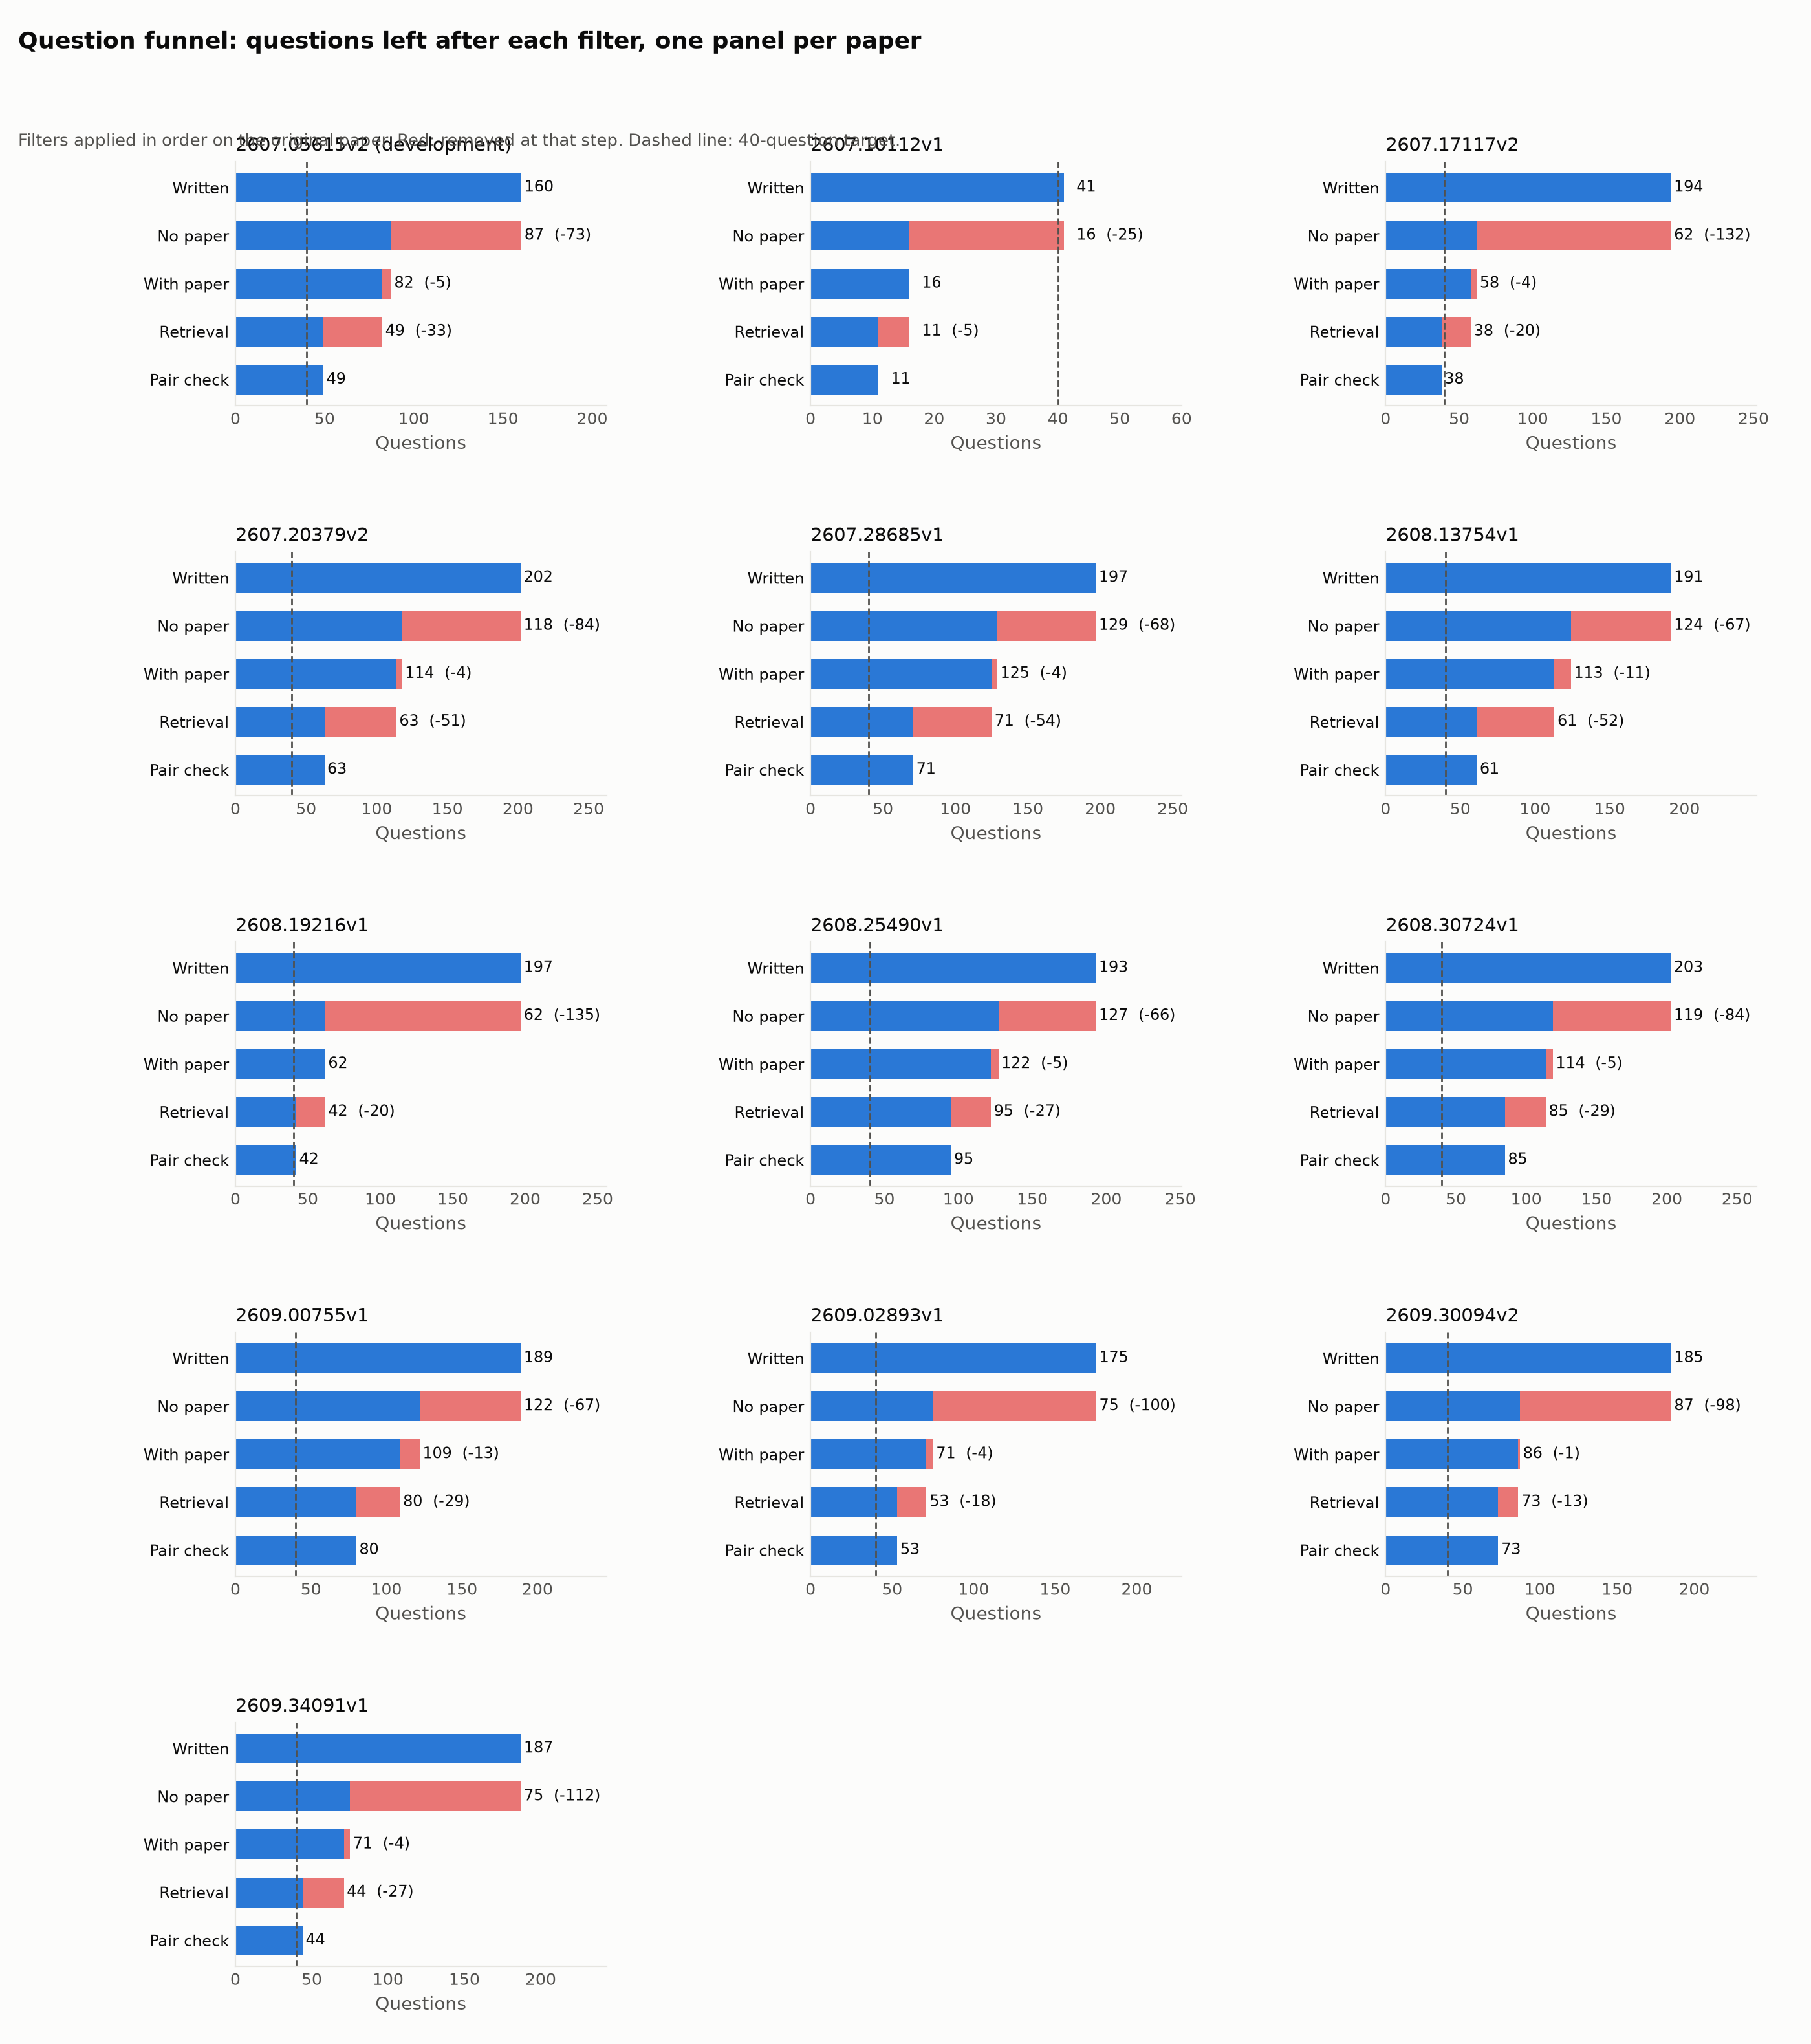 Question funnel: questions left after each filter, one panel per paper
Filters applied in order on the original paper. Red: removed at that step. Dashed line: 40-question target.
2607.05615v2 (development)
Written
160
No paper
87 (-73)
With paper
82 (-5)
Retrieval
49 (-33)
Pair check
49
0 50 100 150 200
Questions
2607.10112v1
Written
41
No paper
16 (-25)
With paper
16
Retrieval
11 (-5)
Pair check
11
0 10 20 30 40 50 60
Questions
2607.17117v2
Written
194
No paper
62 (-132)
With paper
58 (-4)
Retrieval
38 (-20)
Pair check
38
0 50 100 150 200 250
Questions
2607.20379v2
Written
202
No paper
118 (-84)
With paper
114 (-4)
Retrieval
63 (-51)
Pair check
63
0 50 100 150 200 250
Questions
2607.28685v1
Written
197
No paper
129 (-68)
With paper
125 (-4)
Retrieval
71 (-54)
Pair check
71
0 50 100 150 200 250
Questions
2608.13754v1
Written
191
No paper
124 (-67)
With paper
113 (-11)
Retrieval
61 (-52)
Pair check
61
0 50 100 150 200
Questions
2608.19216v1
Written
197
No paper
62 (-135)
With paper
62
Retrieval
42 (-20)
Pair check
42
0 50 100 150 200 250
Questions
2608.25490v1
Written
193
No paper
127 (-66)
With paper
122 (-5)
Retrieval
95 (-27)
Pair check
95
0 50 100 150 200 250
Questions
2608.30724v1
Written
203
No paper
119 (-84)
With paper
114 (-5)
Retrieval
85 (-29)
Pair check
85
0 50 100 150 200 250
Questions
2609.00755v1
Written
189
No paper
122 (-67)
With paper
109 (-13)
Retrieval
80 (-29)
Pair check
80
0 50 100 150 200
Questions
2609.02893v1
Written
175
No paper
75 (-100)
With paper
71 (-4)
Retrieval
53 (-18)
Pair check
53
0 50 100 150 200
Questions
2609.30094v2
Written
185
No paper
87 (-98)
With paper
86 (-1)
Retrieval
73 (-13)
Pair check
73
0 50 100 150 200
Questions
2609.34091v1
Written
187
No paper
75 (-112)
With paper
71 (-4)
Retrieval
44 (-27)
Pair check
44
0 50 100 150 200
Questions